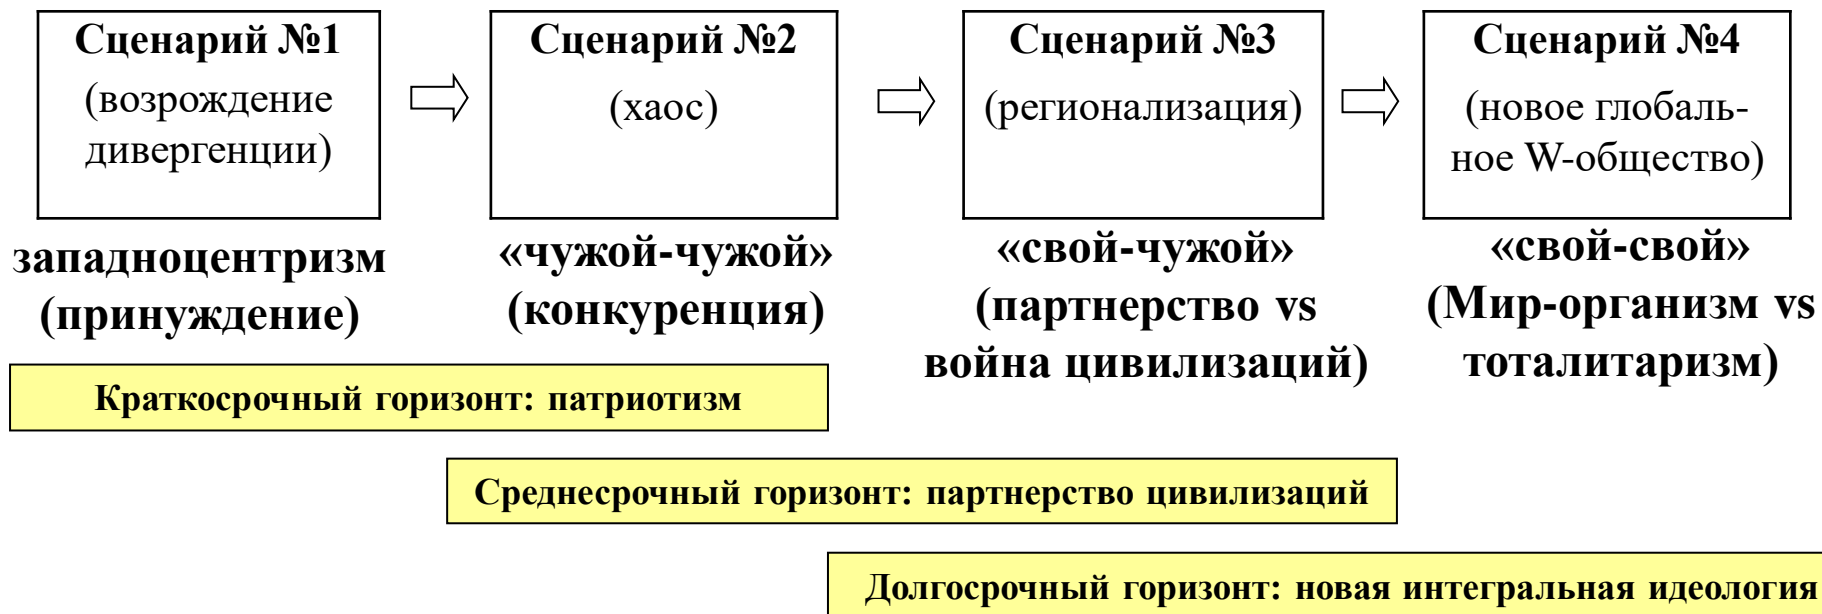 Сценарий №1
(возрождение
дивергенции)
западноцентризм
(принуждение)
Сценарий №2
(хаос)
«чужой-чужой»
(конкуренция)
Сценарий №3
(регионализация)
«свой-чужой»
(партнерство vs
война цивилизаций)
Сценарий №4
(новое глобаль-
ное W-общество)
«свой-свой»
(Мир-организм vs
тоталитаризм)
Краткосрочный горизонт: патриотизм
Среднесрочный горизонт: партнерство цивилизаций
Долгосрочный горизонт: новая интегральная идеология